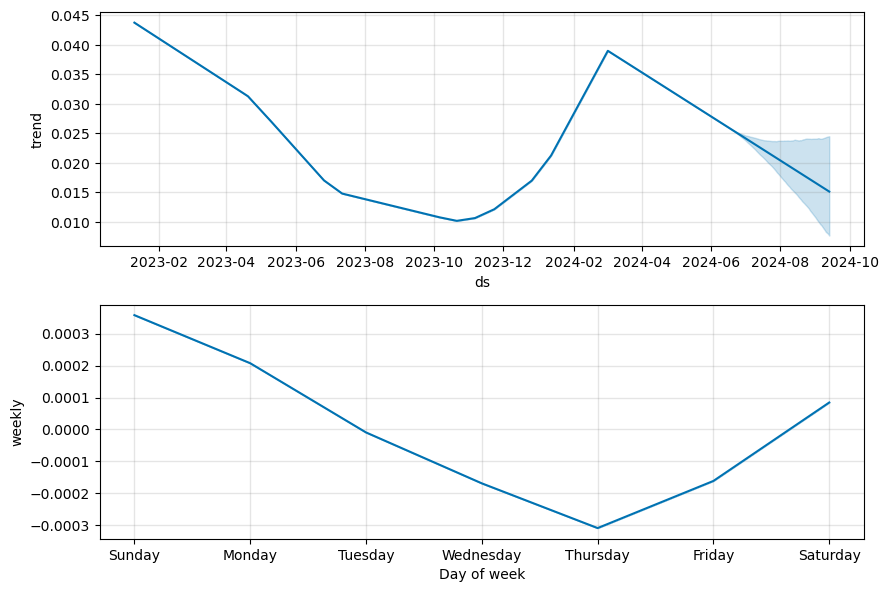 0.045
0.040
0.035
0.030
0.025
0.020
0.015
0.010
trend
2023-02 2023-04 2023-06 2023-08 2023-10 2023-12 2024-02 2024-04 2024-06 2024-08 2024-10
ds
0.0003
0.0002
0.0001
0.0000
−0.0001
−0.0002
−0.0003
weekly
Sunday Monday Tuesday Wednesday Thursday Friday Saturday
Day of week